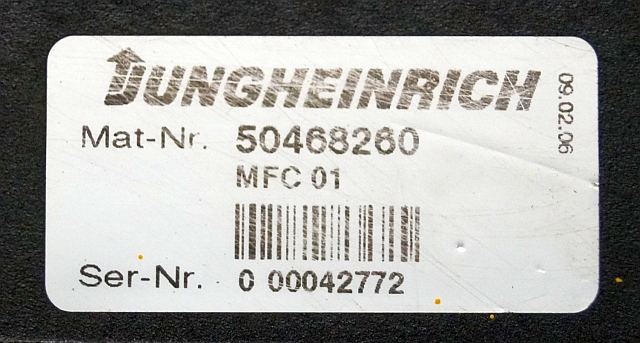 JUNGHEINRICH
09.02.06
Mat-Nr. 50468260
MFC 01
Ser-Nr. 0 00042772